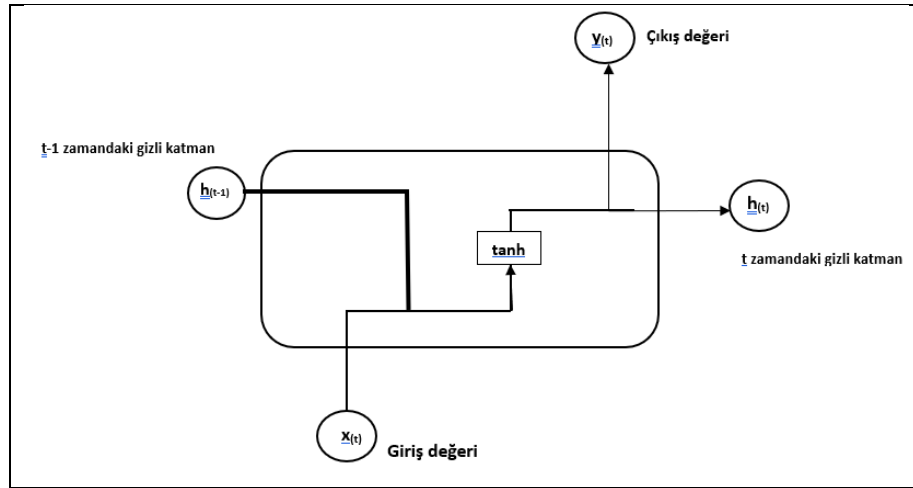 y(t)
Çıkış değeri
t-1 zamandaki gizli katman
h(t-1)
h(t)
tanh
t zamandaki gizli katman
x(t)
Giriş değeri